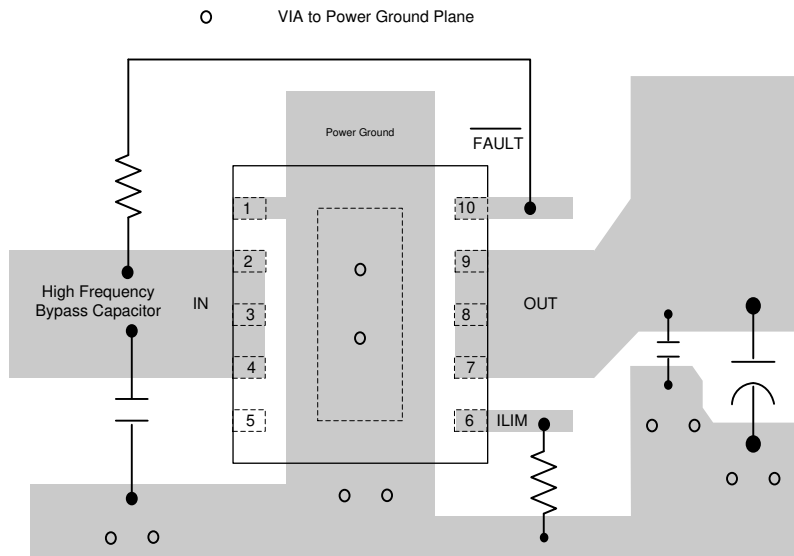 VIA to Power Ground Plane
Power Ground
FAULT
1
10
2
9
High Frequency
Bypass Capacitor
IN
3
8
OUT
4
7
5
6
ILIM